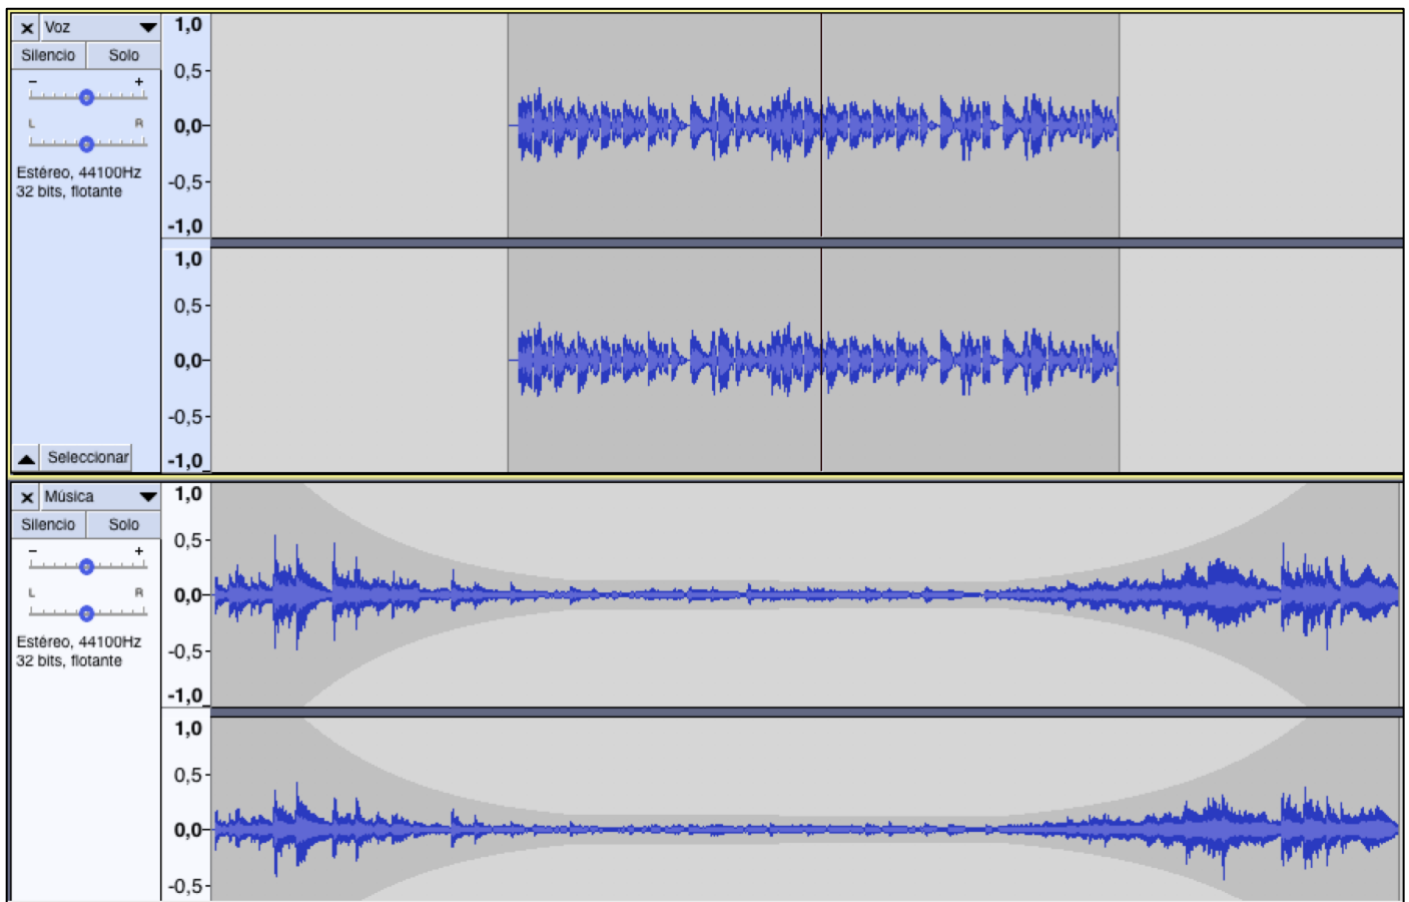 × Voz ▼
Silencio Solo
- +
L R
Estéreo, 44100Hz
32 bits, flotante
▲ Seleccionar
1,0
0,5-
0,0-
-0,5-
-1,0
1,0
0,5-
0,0-
-0,5-
-1,0
× Música ▼
Silencio Solo
- +
L R
Estéreo, 44100Hz
32 bits, flotante
1,0
0,5-
0,0-
-0,5-
-1,0
1,0
0,5-
0,0-
-0,5-